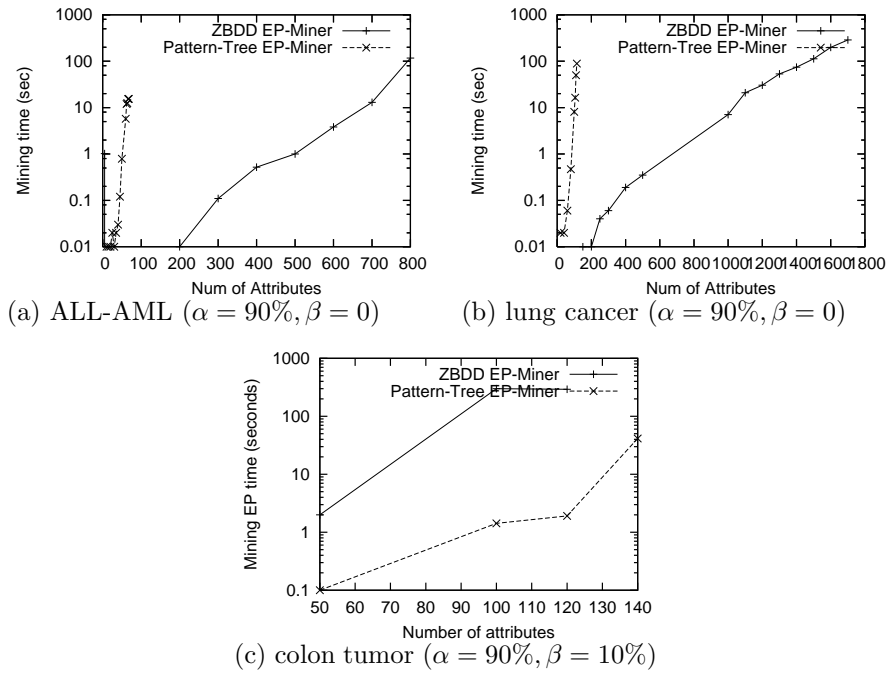 1000
100
10
1
0.1
0.01
Mining time (sec)
ZBDD EP-Miner
Pattern-Tree EP-Miner
0 100 200 300 400 500 600 700 800
Num of Attributes
(a) ALL-AML (α = 90%, β = 0)
1000
100
10
1
0.1
0.01
Mining time (sec)
ZBDD EP-Miner
Pattern-Tree EP-Miner
0 200 400 600 800 1000 1200 1400 1600 1800
Num of Attributes
(b) lung cancer (α = 90%, β = 0)
1000
100
10
1
0.1
Mining EP time (seconds)
ZBDD EP-Miner
Pattern-Tree EP-Miner
50 60 70 80 90 100 110 120 130 140
Number of attributes
(c) colon tumor (α = 90%, β = 10%)